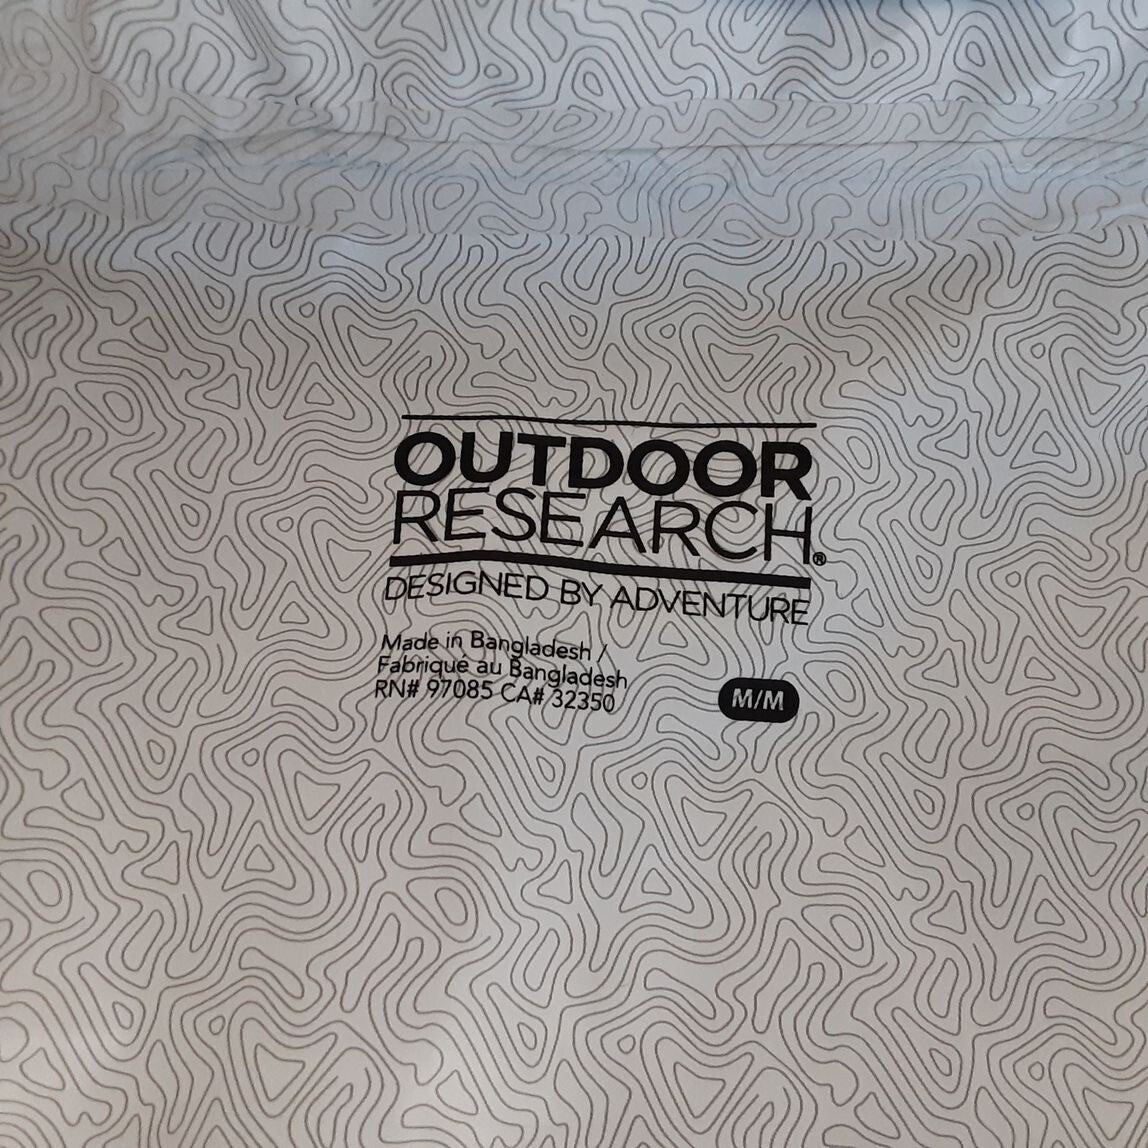 OUTDOOR
RESEARCH®
DESIGNED BY ADVENTURE
Made in Bangladesh /
Fabriqué au Bangladesh
RN# 97085 CA# 32350
M/M